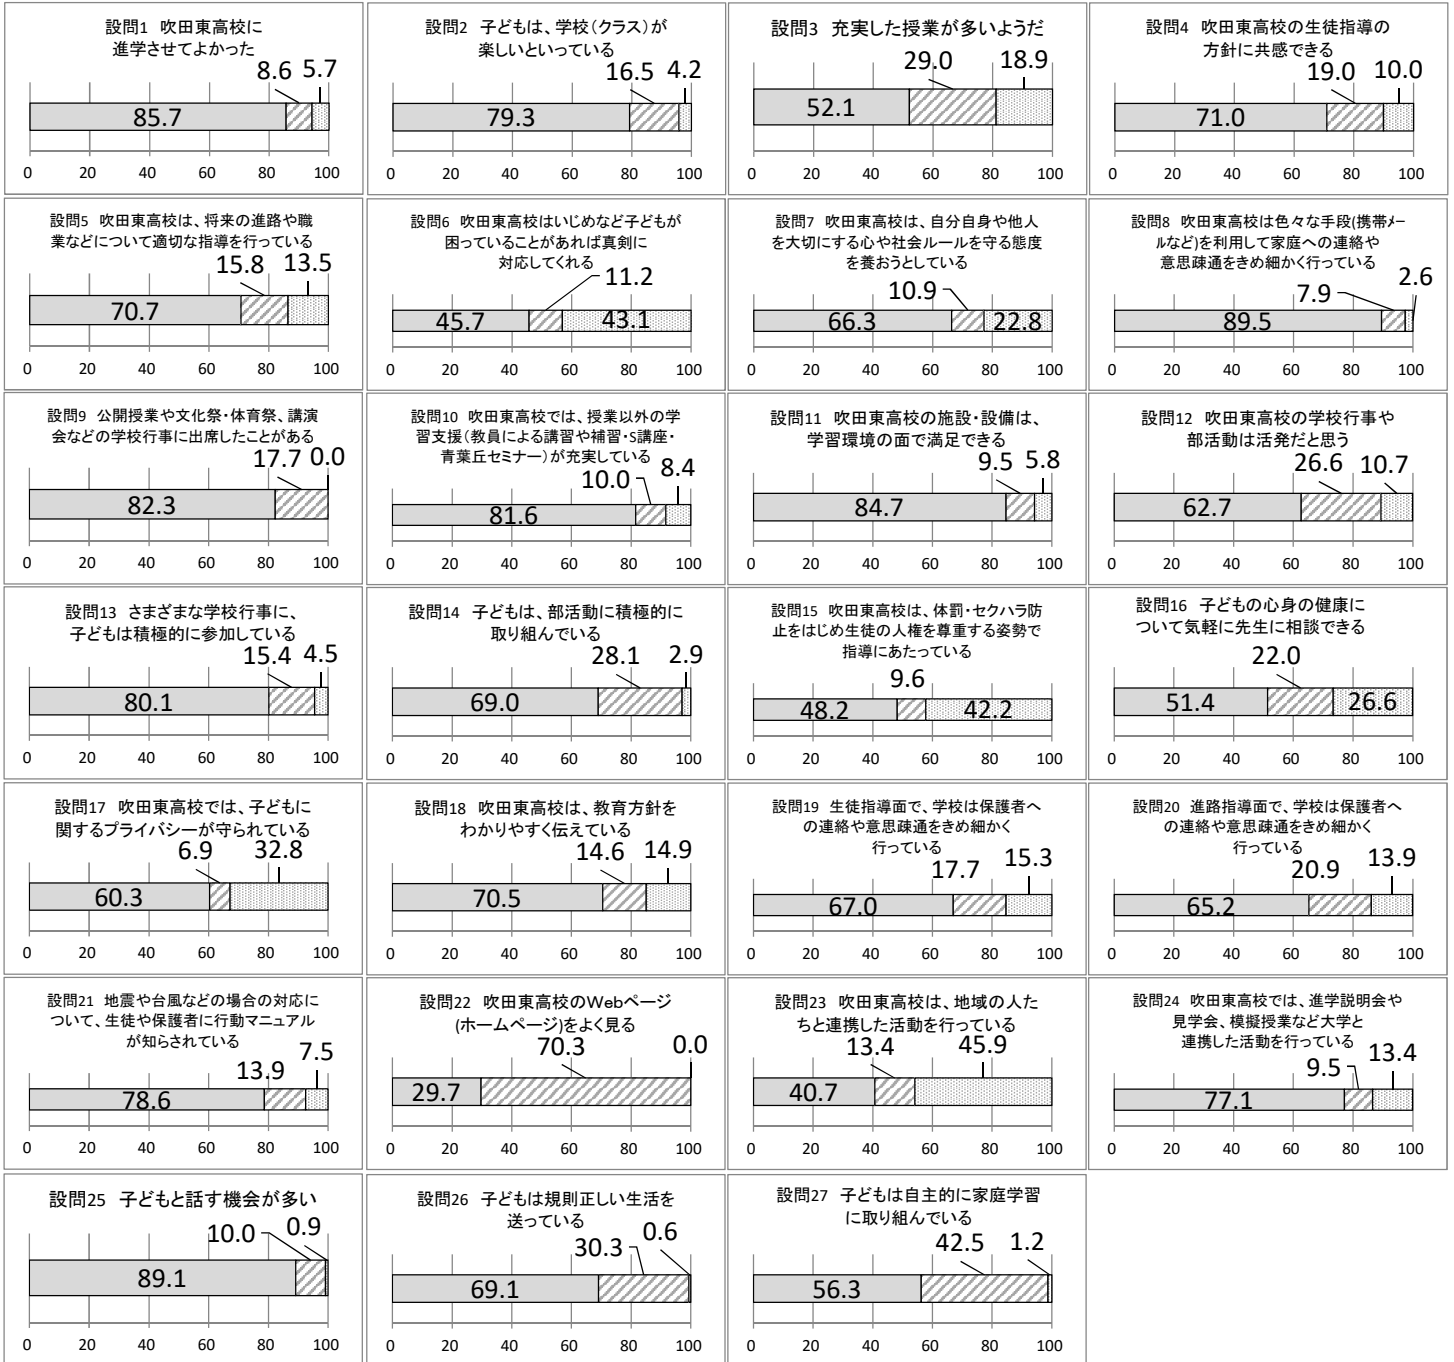 設問1　吹田東高校に
進学させてよかった
8.6 5.7
85.7
0 20 40 60 80 100
設問2　子どもは、学校(クラス)が
楽しいといっている
16.5 4.2
79.3
0 20 40 60 80 100
設問3　充実した授業が多いようだ
29.0 18.9
52.1
0 20 40 60 80 100
設問4　吹田東高校の生徒指導の
方針に共感できる
19.0 10.0
71.0
0 20 40 60 80 100
設問5　吹田東高校は、将来の進路や職
業などについて適切な指導を行っている
15.8 13.5
70.7
0 20 40 60 80 100
設問6　吹田東高校はいじめなど子どもが
困っていることがあれば真剣に
対応してくれる
11.2
45.7 43.1
0 20 40 60 80 100
設問7　吹田東高校は、自分自身や他人
を大切にする心や社会ルールを守る態度
を養おうとしている
10.9
66.3 22.8
0 20 40 60 80 100
設問8　吹田東高校は色々な手段(携帯ﾒｰ
ﾙなど)を利用して家庭への連絡や
意思疎通をきめ細かく行っている
7.9 2.6
89.5
0 20 40 60 80 100
設問9　公開授業や文化祭・体育祭、講演
会などの学校行事に出席したことがある
17.7 0.0
82.3
0 20 40 60 80 100
設問10　吹田東高校では、授業以外の学
習支援(教員による講習や補習・S講座・
青葉丘セミナー)が充実している
10.0 8.4
81.6
0 20 40 60 80 100
設問11　吹田東高校の施設・設備は、
学習環境の面で満足できる
9.5 5.8
84.7
0 20 40 60 80 100
設問12　吹田東高校の学校行事や
部活動は活発だと思う
26.6 10.7
62.7
0 20 40 60 80 100
設問13　さまざまな学校行事に、
子どもは積極的に参加している
15.4 4.5
80.1
0 20 40 60 80 100
設問14　子どもは、部活動に積極的に
取り組んでいる
28.1 2.9
69.0
0 20 40 60 80 100
設問15　吹田東高校は、体罰・セクハラ防
止をはじめ生徒の人権を尊重する姿勢で
指導にあたっている
9.6
48.2 42.2
0 20 40 60 80 100
設問16　子どもの心身の健康に
ついて気軽に先生に相談できる
22.0
51.4 26.6
0 20 40 60 80 100
設問17　吹田東高校では、子どもに
関するプライバシーが守られている
6.9 32.8
60.3
0 20 40 60 80 100
設問18　吹田東高校は、教育方針を
わかりやすく伝えている
14.6 14.9
70.5
0 20 40 60 80 100
設問19　生徒指導面で、学校は保護者へ
の連絡や意思疎通をきめ細かく
行っている
17.7 15.3
67.0
0 20 40 60 80 100
設問20　進路指導面で、学校は保護者へ
の連絡や意思疎通をきめ細かく
行っている
20.9 13.9
65.2
0 20 40 60 80 100
設問21　地震や台風などの場合の対応に
ついて、生徒や保護者に行動マニュアル
が知らされている
13.9 7.5
78.6
0 20 40 60 80 100
設問22　吹田東高校のWebページ
(ホームページ)をよく見る
70.3 0.0
29.7
0 20 40 60 80 100
設問23　吹田東高校は、地域の人た
ちと連携した活動を行っている
13.4 45.9
40.7
0 20 40 60 80 100
設問24　吹田東高校では、進学説明会や
見学会、模擬授業など大学と
連携した活動を行っている
9.5 13.4
77.1
0 20 40 60 80 100
設問25　子どもと話す機会が多い
10.0 0.9
89.1
0 20 40 60 80 100
設問26　子どもは規則正しい生活を
送っている
30.3 0.6
69.1
0 20 40 60 80 100
設問27　子どもは自主的に家庭学習
に取り組んでいる
42.5 1.2
56.3
0 20 40 60 80 100